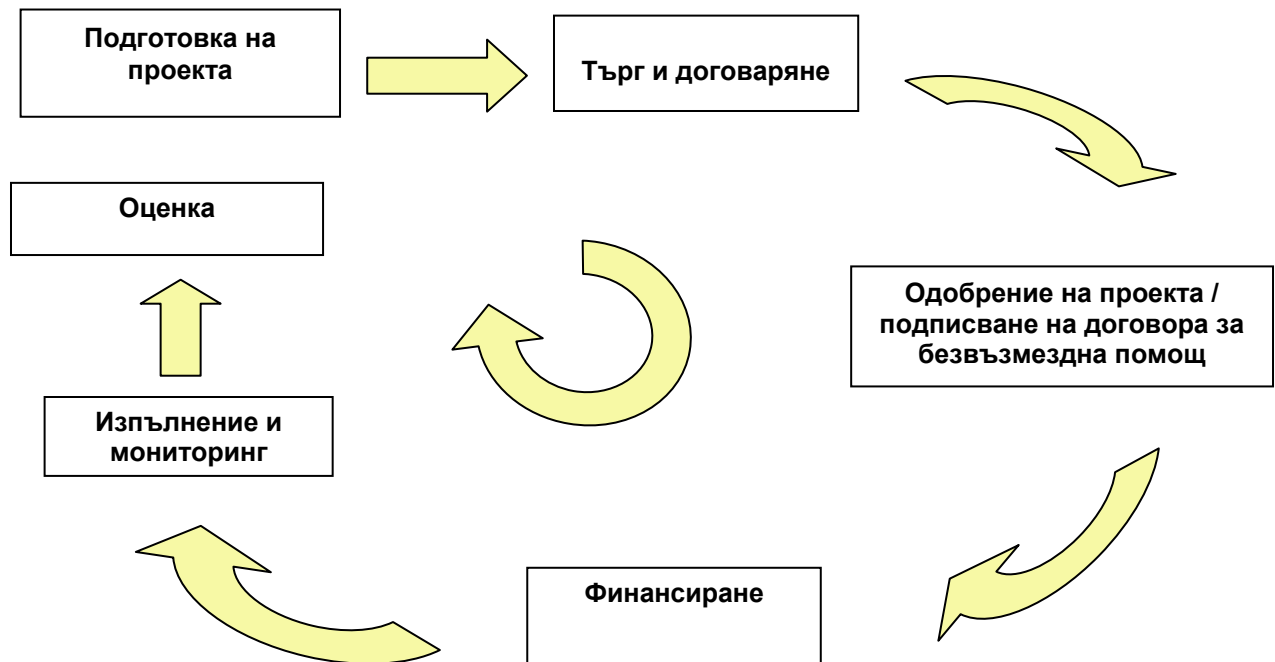 Подготовка на
проекта
Търг и договаряне
Оценка
Одобрение на проекта /
подписване на договора за
безвъзмездна помощ
Изпълнение и
мониторинг
Финансиране